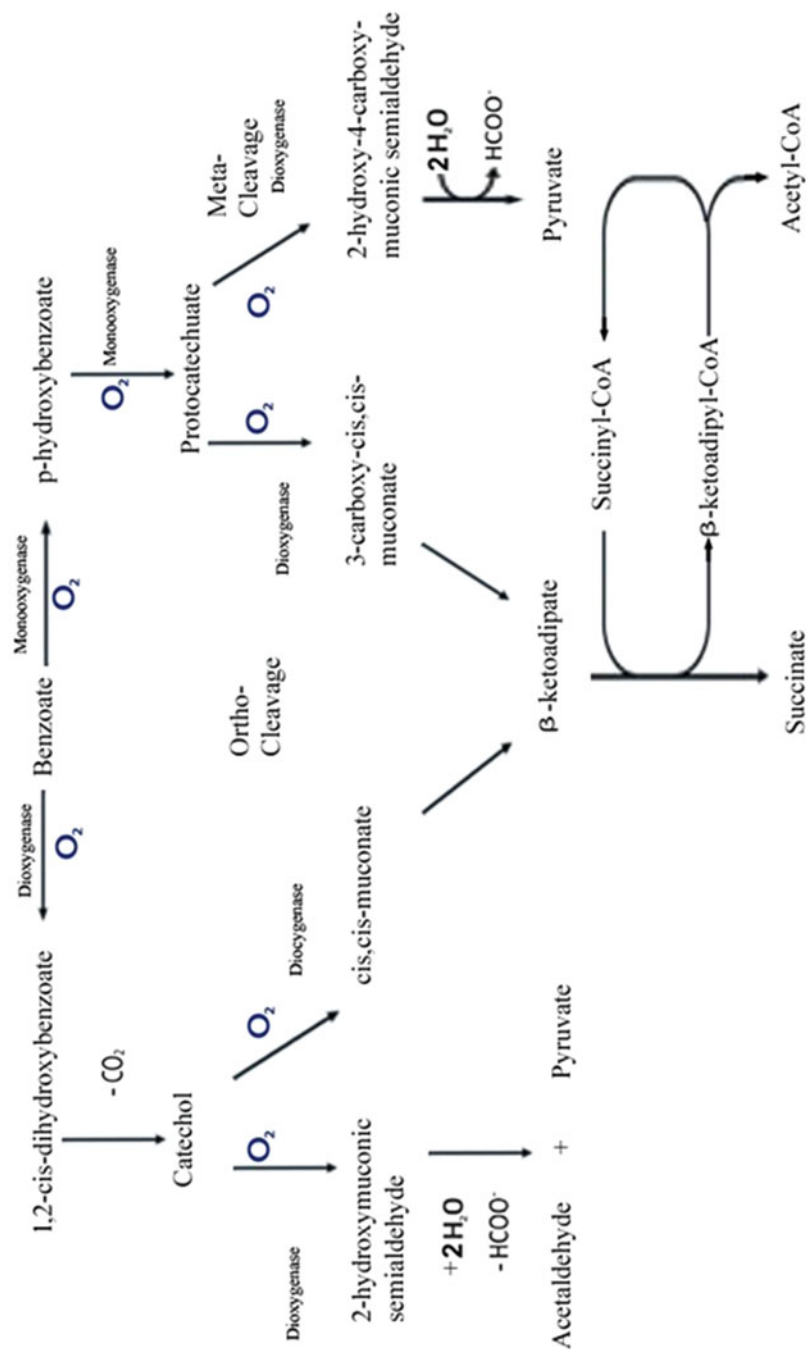 Dioxygenase
Monooxygenase
1,2-cis-dihydroxybenzoate
Benzoate
p-hydroxybenzoate
O₂
O₂
- CO₂
O₂
Monooxygenase
Catechol
Protocatechuate
Ortho-
Cleavage
Meta-
Cleavage
Dioxygenase
O₂
O₂
O₂
O₂
Dioxygenase
Diocygenase
Dioxygenase
2-hydroxymuconic
semialdehyde
cis,cis-muconate
3-carboxy-cis,cis-
muconate
2-hydroxy-4-carboxy-
muconic semialdehyde
+2H₂O
-HCOO⁻
2H₂O
HCOO⁻
Acetaldehyde + Pyruvate
β-ketoadipate
Pyruvate
Succinyl-CoA
β-ketoadipyl-CoA
Succinate
Acetyl-CoA